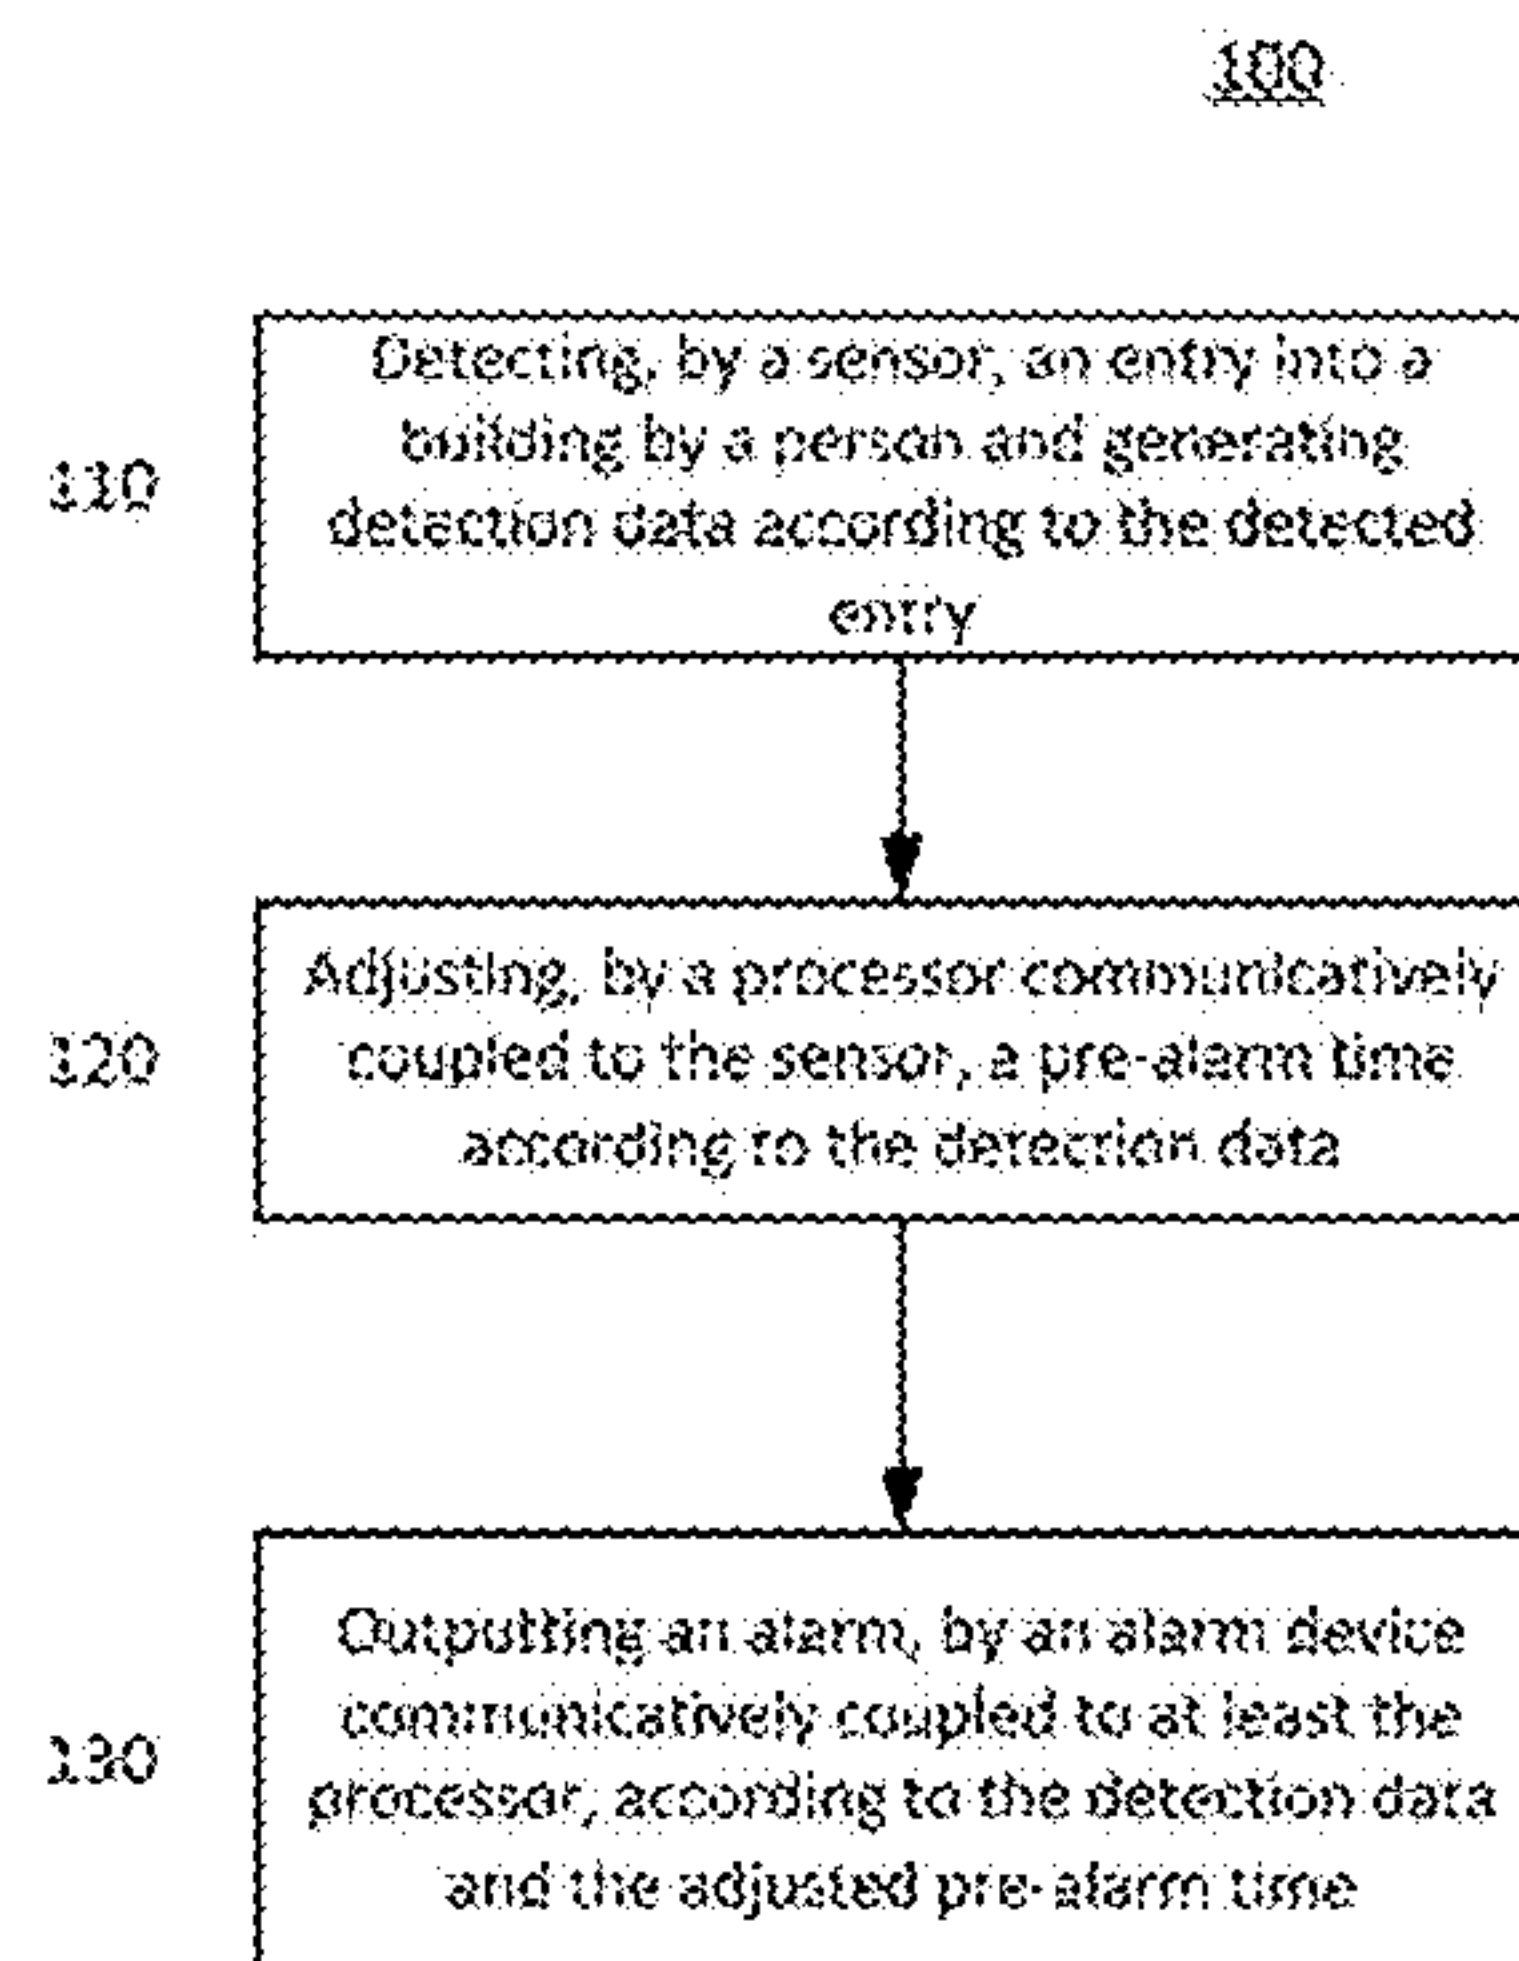 100
Detecting, by a sensor, an entry into a
building by a person and generating
detection data according to the detected
entry
110
Adjusting, by a processor communicatively
coupled to the sensor, a pre-alarm time
according to the detection data
120
Outputting an alarm, by an alarm device
communicatively coupled to at least the
processor, according to the detection data
and the adjusted pre-alarm time
130